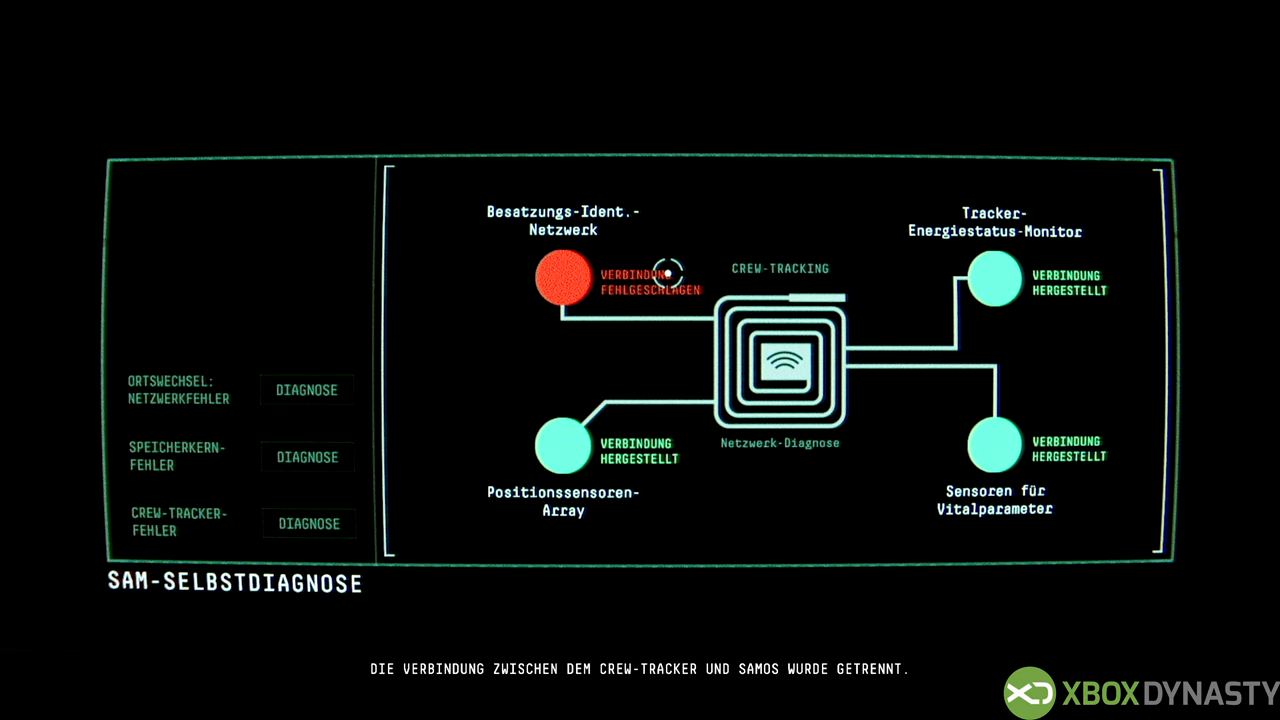 Besatzungs-Ident.-
Netzwerk
VERBINDUNG
FEHLGESCHLAGEN
CREW-TRACKING
Tracker-
Energiestatus-Monitor
VERBINDUNG
HERGESTELLT
ORTSWECHSEL:
NETZWERKFEHLER
DIAGNOSE
SPEICHERKERN-
FEHLER
DIAGNOSE
CREW-TRACKER-
FEHLER
DIAGNOSE
VERBINDUNG
HERGESTELLT
Positionssensoren-
Array
Netzwerk-Diagnose
VERBINDUNG
HERGESTELLT
Sensoren für
Vitalparameter
SAM-SELBSTDIAGNOSE
DIE VERBINDUNG ZWISCHEN DEM CREW-TRACKER UND SAMOS WURDE GETRENNT.
XBOXDYNASTY